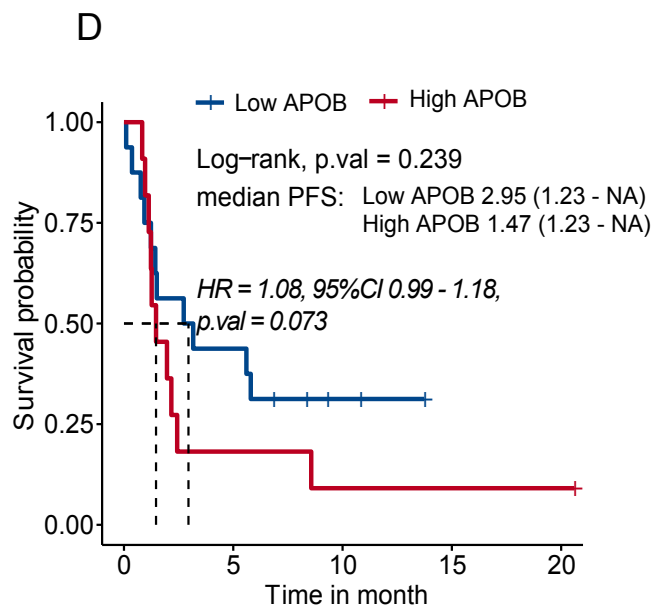 D
Low APOB High APOB
Log-rank, p.val = 0.239
median PFS: Low APOB 2.95 (1.23 - NA)
High APOB 1.47 (1.23 - NA)
HR = 1.08, 95%CI 0.99 - 1.18,
p.val = 0.073
Survival probability
1.00
0.75
0.50
0.25
0.00
0 5 10 15 20
Time in month